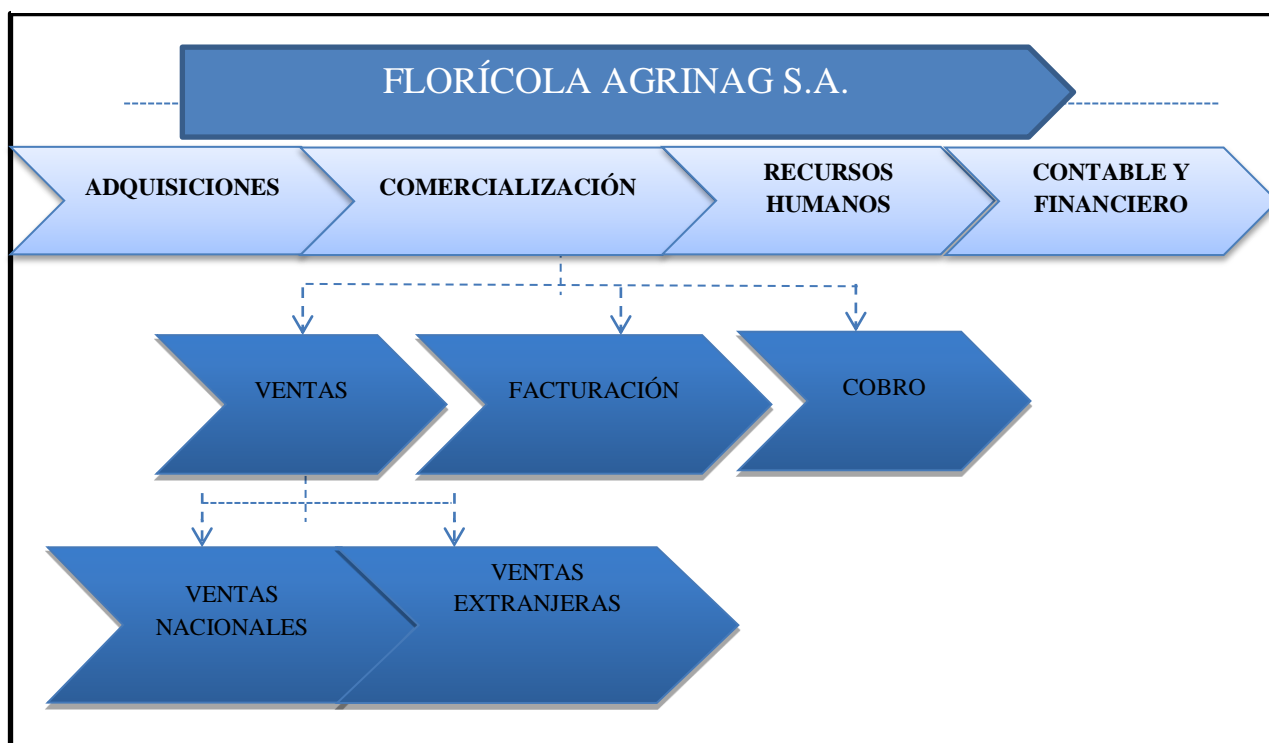 FLORÍCOLA AGRINAG S.A.
ADQUISICIONES
COMERCIALIZACIÓN
RECURSOS
HUMANOS
CONTABLE Y
FINANCIERO
VENTAS
FACTURACIÓN
COBRO
VENTAS
NACIONALES
VENTAS
EXTRANJERAS